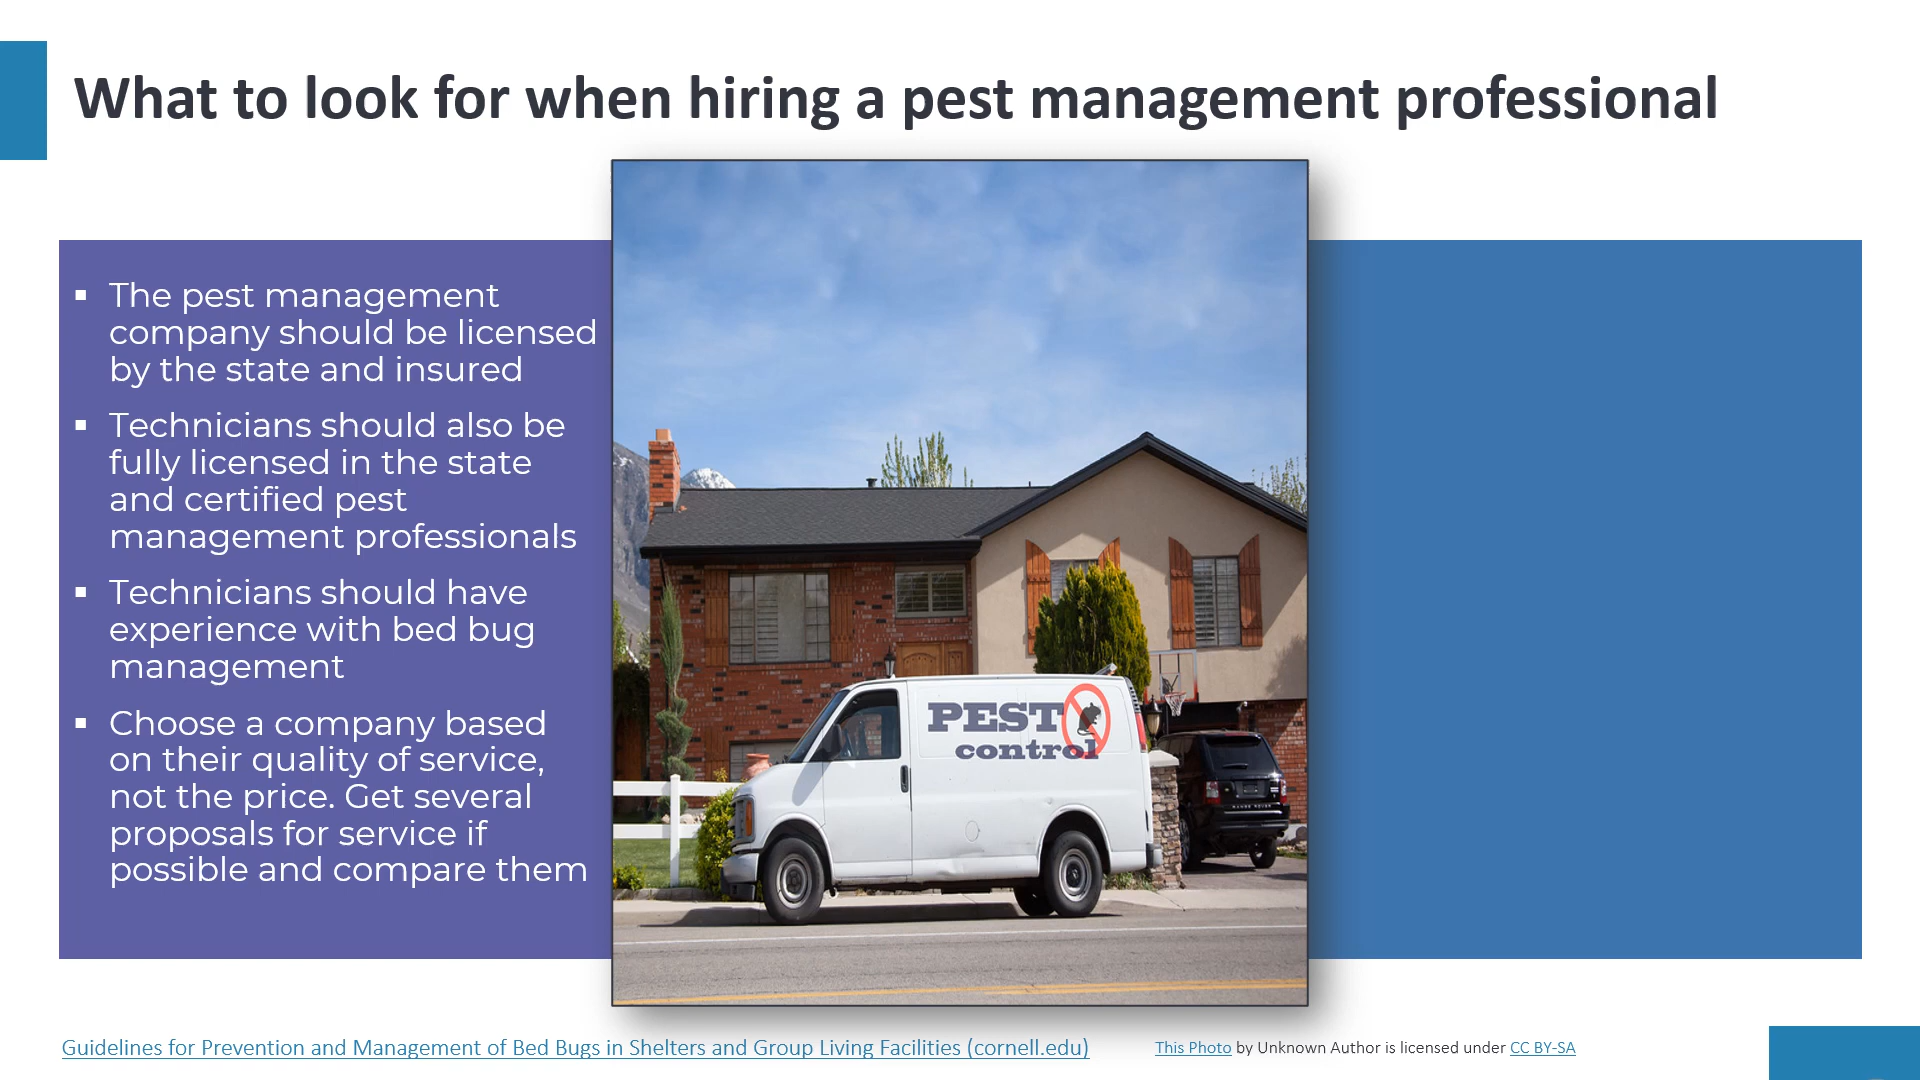 What to look for when hiring a pest management professional
▪ The pest management
company should be licensed
by the state and insured
▪ Technicians should also be
fully licensed in the state
and certified pest
management professionals
▪ Technicians should have
experience with bed bug
management
▪ Choose a company based
on their quality of service,
not the price. Get several
proposals for service if
possible and compare them
PEST
control
RANGE ROVER
Guidelines for Prevention and Management of Bed Bugs in Shelters and Group Living Facilities (cornell.edu)
This Photo by Unknown Author is licensed under CC BY-SA